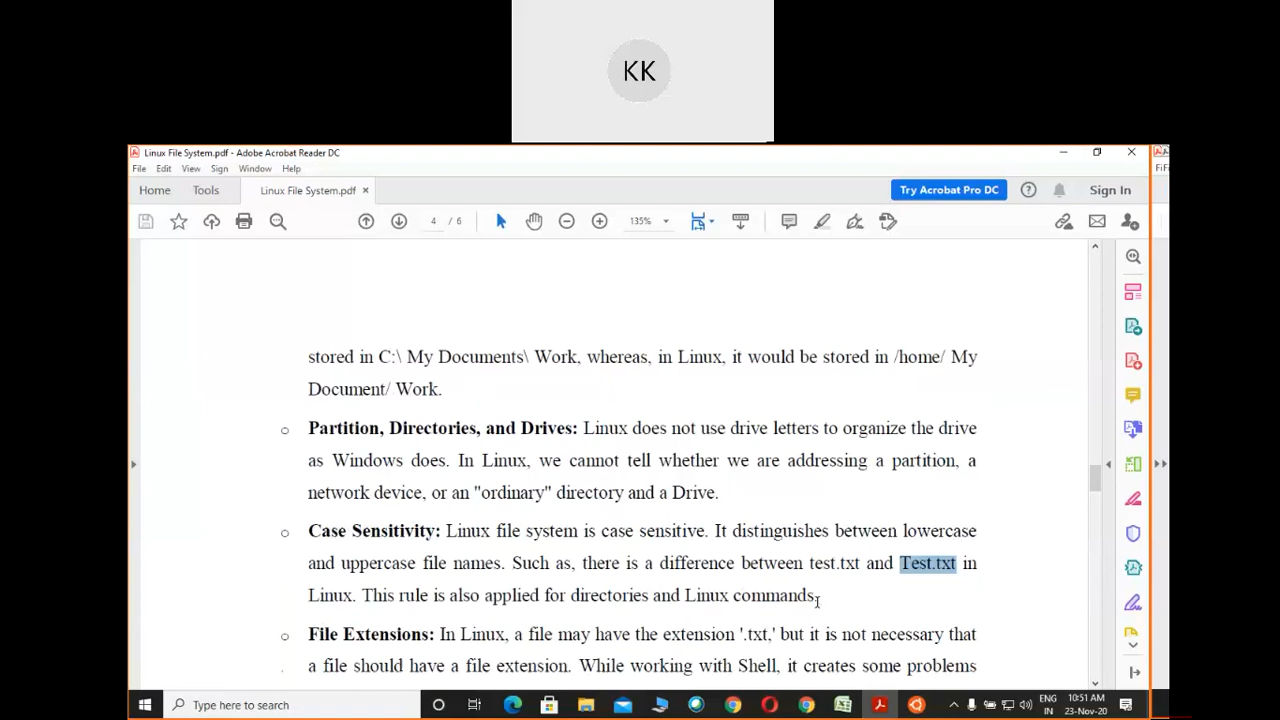 KK
Linux File System.pdf - Adobe Acrobat Reader DC
File Edit View Sign Window Help
Home Tools Linux File System.pdf × Try Acrobat Pro DC Sign In
4 / 6 135%
stored in C:\ My Documents\ Work, whereas, in Linux, it would be stored in /home/ My
Document/ Work.
Partition, Directories, and Drives: Linux does not use drive letters to organize the drive
as Windows does. In Linux, we cannot tell whether we are addressing a partition, a
network device, or an "ordinary" directory and a Drive.
Case Sensitivity: Linux file system is case sensitive. It distinguishes between lowercase
and uppercase file names. Such as, there is a difference between test.txt and Test.txt in
Linux. This rule is also applied for directories and Linux commands.
File Extensions: In Linux, a file may have the extension '.txt,' but it is not necessary that
a file should have a file extension. While working with Shell, it creates some problems
Type here to search
ENG 10:51 AM
IN 23-Nov-20